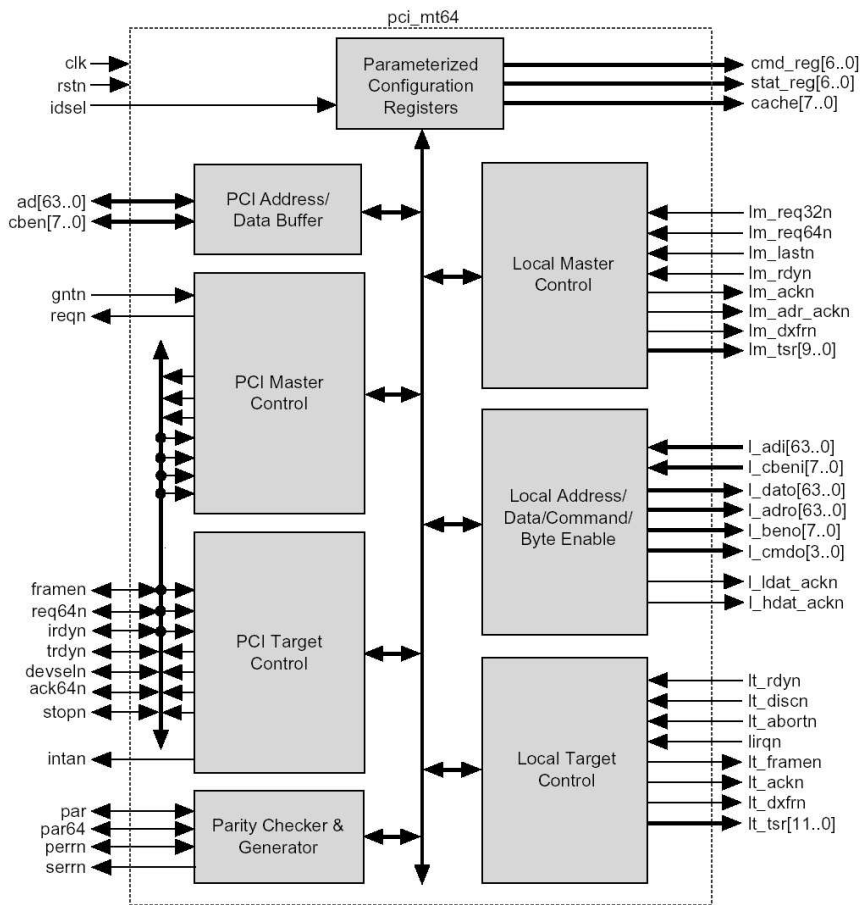 pci_mt64
clk
rstn
idsel
Parameterized
Configuration
Registers
cmd_reg[6..0]
stat_reg[6..0]
cache[7..0]
ad[63..0]
cben[7..0]
PCI Address/
Data Buffer
gntn
reqn
PCI Master
Control
framen
req64n
irdyn
trdyn
devseln
ack64n
stopn
intan
PCI Target
Control
par
par64
perrn
serrn
Parity Checker &
Generator
Local Master
Control
lm_req32n
lm_req64n
lm_lastn
lm_rdyn
lm_ackn
lm_adr_ackn
lm_dxfrn
lm_tsr[9..0]
Local Address/
Data/Command/
Byte Enable
l_adi[63..0]
l_cbeni[7..0]
l_dato[63..0]
l_adro[63..0]
l_beno[7..0]
l_cmdo[3..0]
l_ldat_ackn
l_hdat_ackn
Local Target
Control
lt_rdyn
lt_discn
lt_abortn
lirqn
lt_framen
lt_ackn
lt_dxfrn
lt_tsr[11..0]